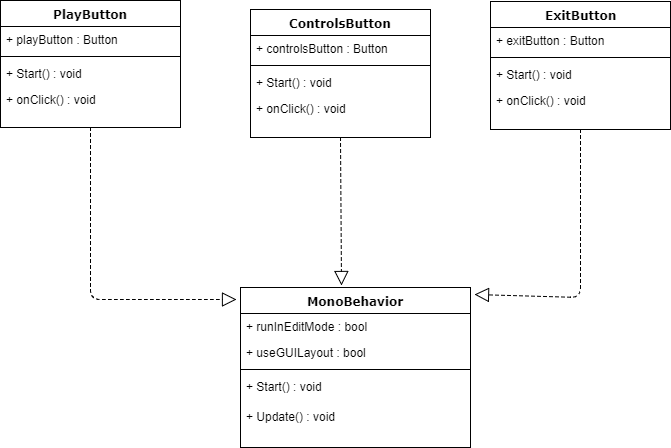 PlayButton
+ playButton : Button
+ Start() : void
+ onClick() : void
ControlsButton
+ controlsButton : Button
+ Start() : void
+ onClick() : void
ExitButton
+ exitButton : Button
+ Start() : void
+ onClick() : void
MonoBehavior
+ runInEditMode : bool
+ useGUILayout : bool
+ Start() : void
+ Update() : void